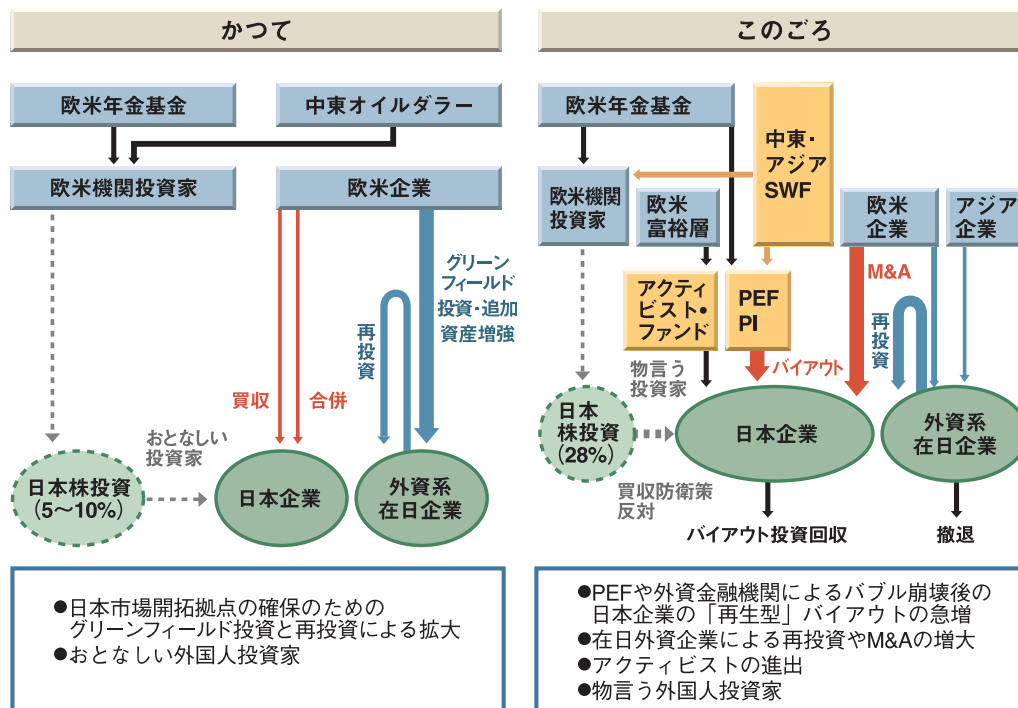 かつて
欧米年金基金
中東オイルダラー
欧米機関投資家
欧米企業
グリーン
フィールド
投資・追加
資産増強
再投資
買収
合併
おとなしい
投資家
日本株投資
(5〜10%)
日本企業
外資系
在日企業
●日本市場開拓拠点の確保のための
グリーンフィールド投資と再投資による拡大
●おとなしい外国人投資家
このごろ
欧米年金基金
中東・
アジア
SWF
欧米機関
投資家
欧米
富裕層
欧米
企業
アジア
企業
M&A
アクティ
ビスト・
ファンド
PEF
PI
再投資
物言う
投資家
バイアウト
日本
株投資
(28%)
日本企業
外資系
在日企業
買収防衛策
反対
バイアウト投資回収
撤退
●PEFや外資金融機関によるバブル崩壊後の
日本企業の「再生型」バイアウトの急増
●在日外資企業による再投資やM&Aの増大
●アクティビストの進出
●物言う外国人投資家